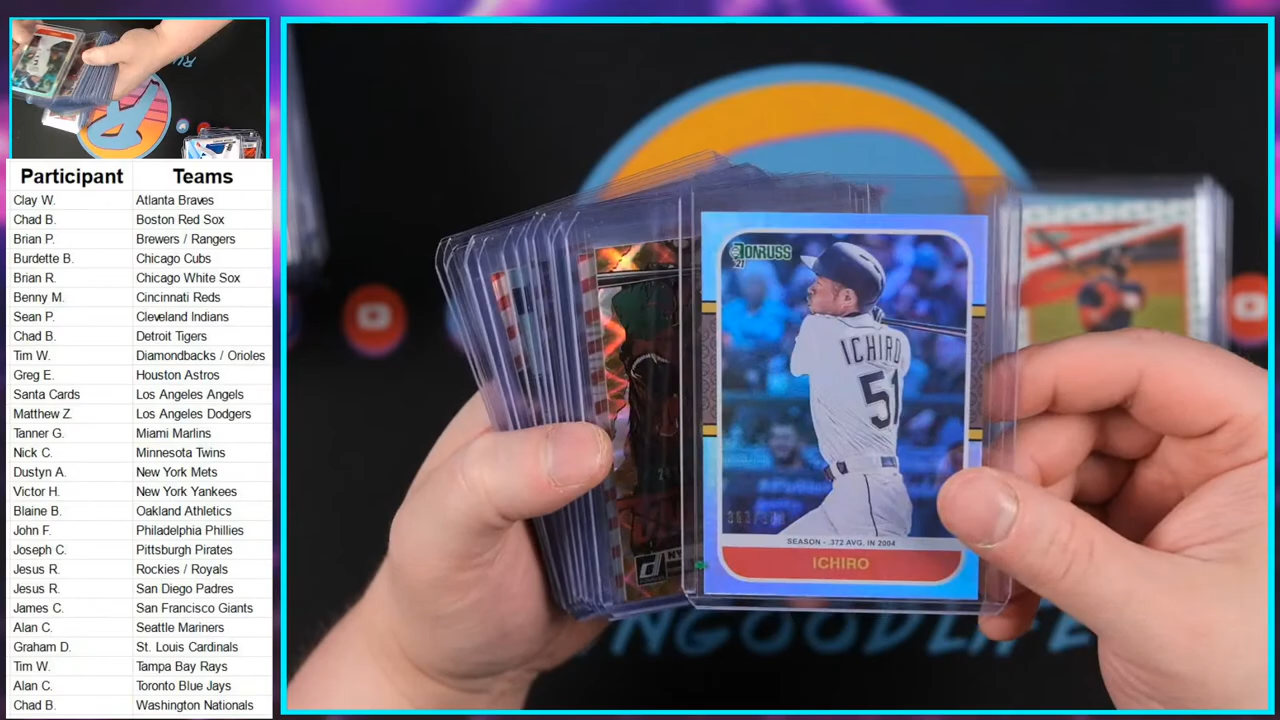 Participant Teams
Clay W. Atlanta Braves
Chad B. Boston Red Sox
Brian P. Brewers / Rangers
Burdette B. Chicago Cubs
Brian R. Chicago White Sox
Benny M. Cincinnati Reds
Sean P. Cleveland Indians
Chad B. Detroit Tigers
Tim W. Diamondbacks / Orioles
Greg E. Houston Astros
Santa Cards Los Angeles Angels
Matthew Z. Los Angeles Dodgers
Tanner G. Miami Marlins
Nick C. Minnesota Twins
Dustyn A. New York Mets
Victor H. New York Yankees
Blaine B. Oakland Athletics
John F. Philadelphia Phillies
Joseph C. Pittsburgh Pirates
Jesus R. Rockies / Royals
Jesus R. San Diego Padres
James C. San Francisco Giants
Alan C. Seattle Mariners
Graham D. St. Louis Cardinals
Tim W. Tampa Bay Rays
Alan C. Toronto Blue Jays
Chad B. Washington Nationals
DONRUSS
21
ICHIRO
51
SEASON - .372 AVG. IN 2004
ICHIRO
NGOODLIFE